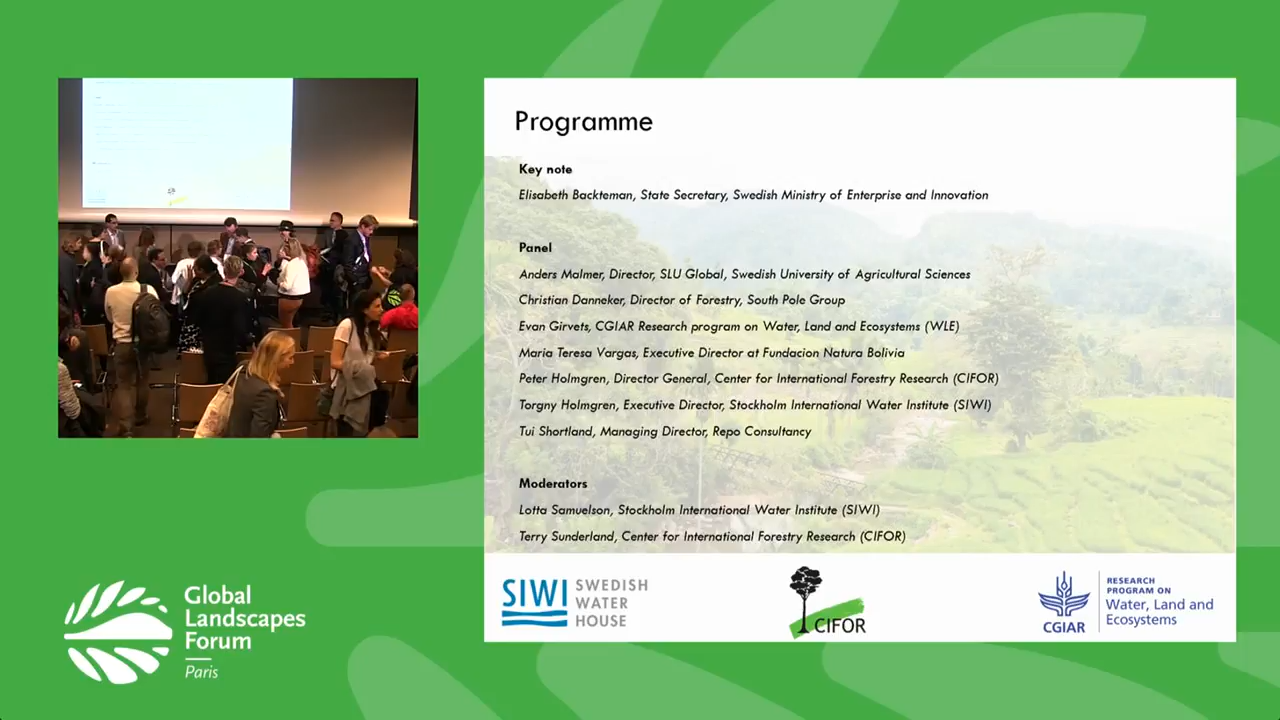 Programme
Key note
Elisabeth Backteman, State Secretary, Swedish Ministry of Enterprise and Innovation
Panel
Anders Malmer, Director, SLU Global, Swedish University of Agricultural Sciences
Christian Danneker, Director of Forestry, South Pole Group
Evan Girvets, CGIAR Research program on Water, Land and Ecosystems (WLE)
Maria Teresa Vargas, Executive Director at Fundacion Natura Bolivia
Peter Holmgren, Director General, Center for International Forestry Research (CIFOR)
Torgny Holmgren, Executive Director, Stockholm International Water Institute (SIWI)
Tui Shortland, Managing Director, Repo Consultancy
Moderators
Lotta Samuelson, Stockholm International Water Institute (SIWI)
Terry Sunderland, Center for International Forestry Research (CIFOR)
SIWI
SWEDISH
WATER
HOUSE
CIFOR
CGIAR
RESEARCH
PROGRAM ON
Water, Land and
Ecosystems
Global
Landscapes
Forum
Paris